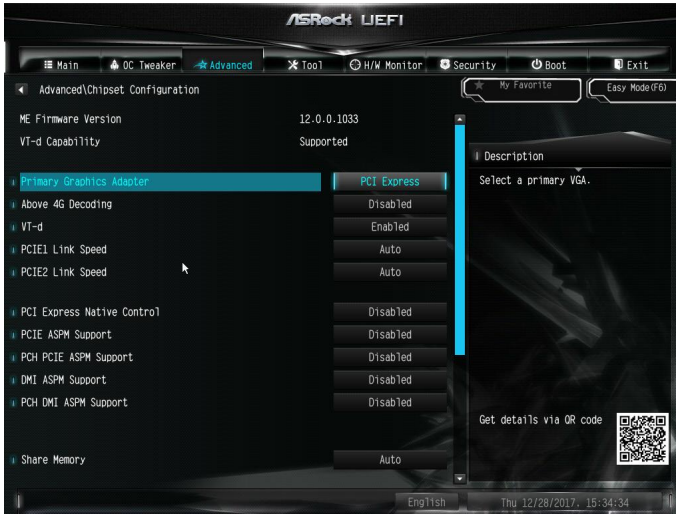 ASRock UEFI
Main OC Tweaker Advanced Tool H/W Monitor Security Boot Exit
Advanced\Chipset Configuration
My Favorite
Easy Mode(F6)
ME Firmware Version 12.0.0.1033
VT-d Capability Supported
Primary Graphics Adapter PCI Express
Above 4G Decoding Disabled
VT-d Enabled
PCIE1 Link Speed Auto
PCIE2 Link Speed Auto
PCI Express Native Control Disabled
PCIE ASPM Support Disabled
PCH PCIE ASPM Support Disabled
DMI ASPM Support Disabled
PCH DMI ASPM Support Disabled
Share Memory Auto
Description
Select a primary VGA.
Get details via QR code
English
Thu 12/28/2017. 15:34:34